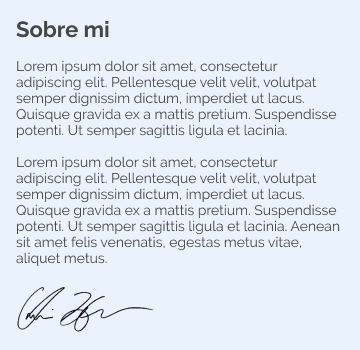 Sobre mi
Lorem ipsum dolor sit amet, consectetur
adipiscing elit. Pellentesque velit velit, volutpat
semper dignissim dictum, imperdiet ut lacus.
Quisque gravida ex a mattis pretium. Suspendisse
potenti. Ut semper sagittis ligula et lacinia.
Lorem ipsum dolor sit amet, consectetur
adipiscing elit. Pellentesque velit velit, volutpat
semper dignissim dictum, imperdiet ut lacus.
Quisque gravida ex a mattis pretium. Suspendisse
potenti. Ut semper sagittis ligula et lacinia. Aenean
sit amet felis venenatis, egestas metus vitae,
aliquet metus.